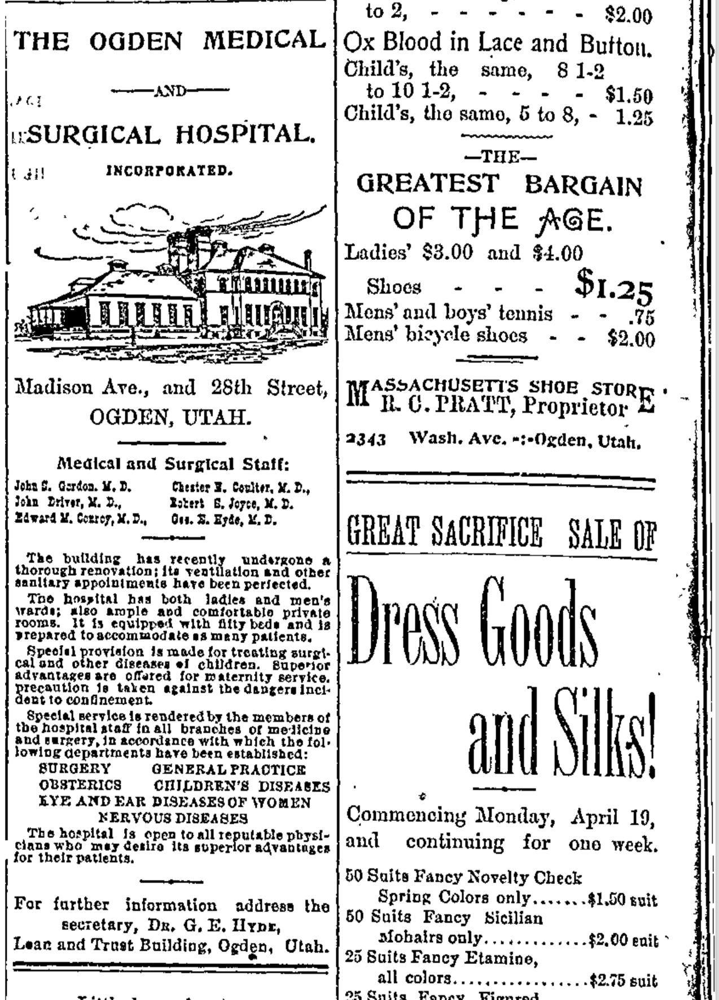 THE OGDEN MEDICAL
AND
SURGICAL HOSPITAL.
INCORPORATED.
Madison Ave., and 28th Street,
OGDEN, UTAH.
Medical and Surgical Staff:
John S. Gordon. M. D.
Chester E. Coulter, M. D.,
John Driver, M. D.,
Robert S. Joyce, M. D.
Edward M. Conroy, M. D.,
Geo. E. Hyde, M. D.
The building has recently undergone a
thorough renovation; its ventilation and other
sanitary appointments have been perfected.
The hospital has both ladies and men's
wards; also ample and comfortable private
rooms. It is equipped with fifty beds and is
prepared to accommodate as many patients.
Special provision is made for treating surgi-
cal and other diseases of children. Superior
advantages are offered for maternity service.
precaution is taken against the dangers inci-
dent to confinement.
Special service is rendered by the members of
the hospital staff in all branches of medicine
and surgery, in accordance with which the fol-
lowing departments have been established:
SURGERY GENERAL PRACTICE
OBSTERICS CHILDREN'S DISEASES
EYE AND EAR DISEASES OF WOMEN
NERVOUS DISEASES
The hospital is open to all reputable physi-
cians who may desire its superior advantages
for their patients.
For further information address the
secretary, DR. G. E. HYDE,
Loan and Trust Building, Ogden, Utah.
to 2, - - - - - - $2.00
Ox Blood in Lace and Button.
Child's, the same, 8 1-2
to 10 1-2, - - - - $1.50
Child's, the same, 5 to 8, - 1.25
—THE—
GREATEST BARGAIN
OF THE AGE.
Ladies' $3.00 and $4.00
Shoes - - - $1.25
Mens' and boys' tennis - - .75
Mens' bicycle shoes - - $2.00
MASSACHUSETTS SHOE STORE
R. C. PRATT, Proprietor
2343 Wash. Ave. -:-Ogden, Utah.
GREAT SACRIFICE SALE OF
Dress Goods
and Silks!
Commencing Monday, April 19,
and continuing for one week.
50 Suits Fancy Novelty Check
Spring Colors only.......$1.50 suit
50 Suits Fancy Sicilian
Mohairs only..............$2.00 suit
25 Suits Fancy Etamine,
all colors..................$2.75 suit
25 Suits Fancy Figured